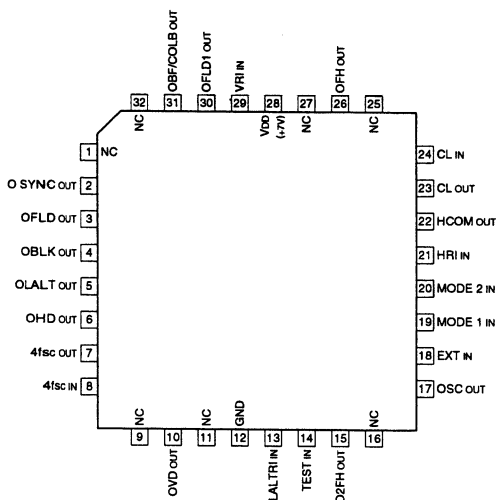 OBF/COLB OUT
OFLD1 OUT
VRI IN
OFH OUT
32 31 30 29 28 27 26 25
NC
VDD
(+7V)
NC
NC
1 NC
O SYNC OUT 2
OFLD OUT 3
OBLK OUT 4
OLALT OUT 5
OHD OUT 6
4fsc OUT 7
4fsc IN 8
24 CL IN
23 CL OUT
22 HCOM OUT
21 HRI IN
20 MODE 2 IN
19 MODE 1 IN
18 EXT IN
17 OSC OUT
NC
NC
GND
NC
9 10 11 12 13 14 15 16
OVD OUT
LALTRI IN
TEST IN
O2FH OUT